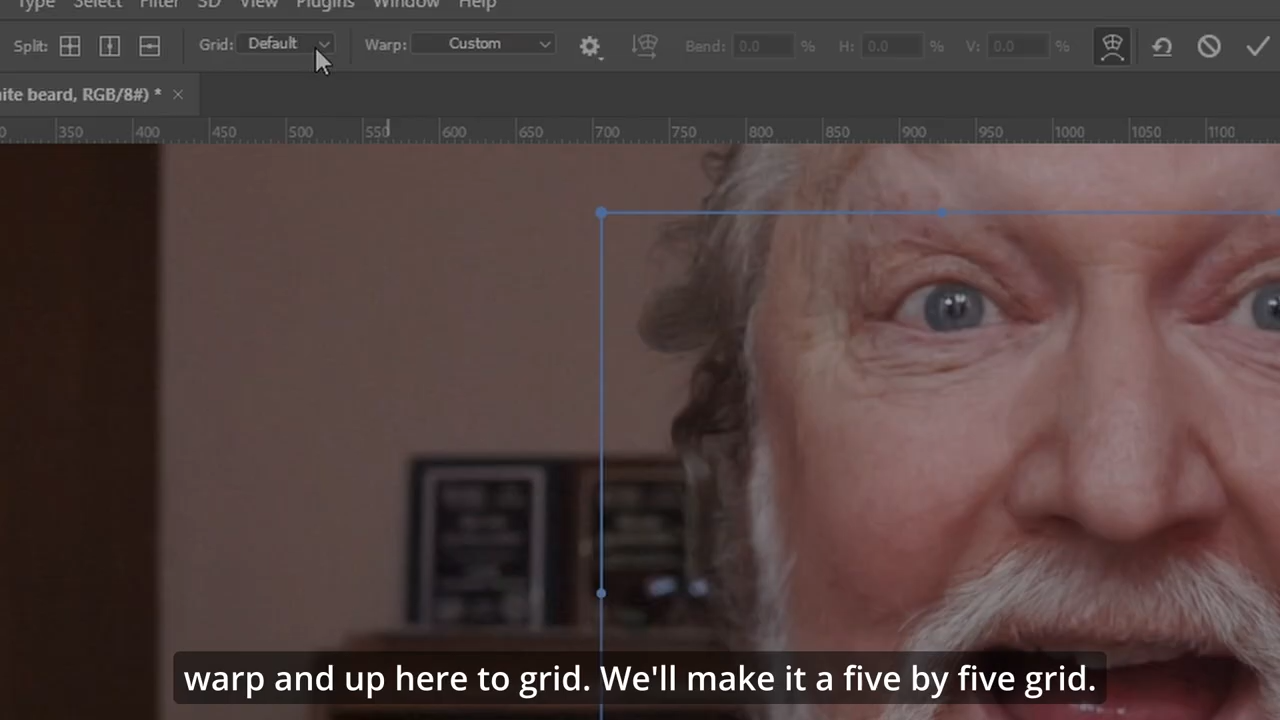 Type Select Filter 3D View Plugins Window Help
Split: Grid: Default Warp: Custom Bend: 0.0 % H: 0.0 % V: 0.0 %
ite beard, RGB/8#) * ×
0 350 400 450 500 550 600 650 700 750 800 850 900 950 1000 1050 1100
warp and up here to grid. We'll make it a five by five grid.